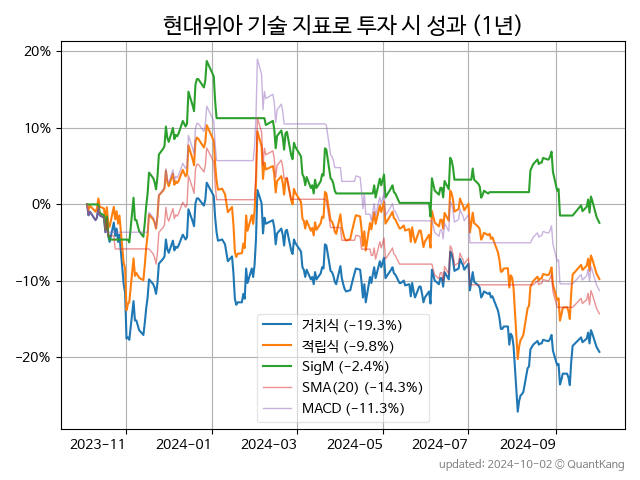 현대위아 기술 지표로 투자 시 성과 (1년)
20%
10%
0%
−10%
−20%
거치식 (−19.3%)
적립식 (−9.8%)
SigM (−2.4%)
SMA(20) (−14.3%)
MACD (−11.3%)
2023−11
2024−01
2024−03
2024−05
2024−07
2024−09
updated: 2024-10-02 © QuantKang